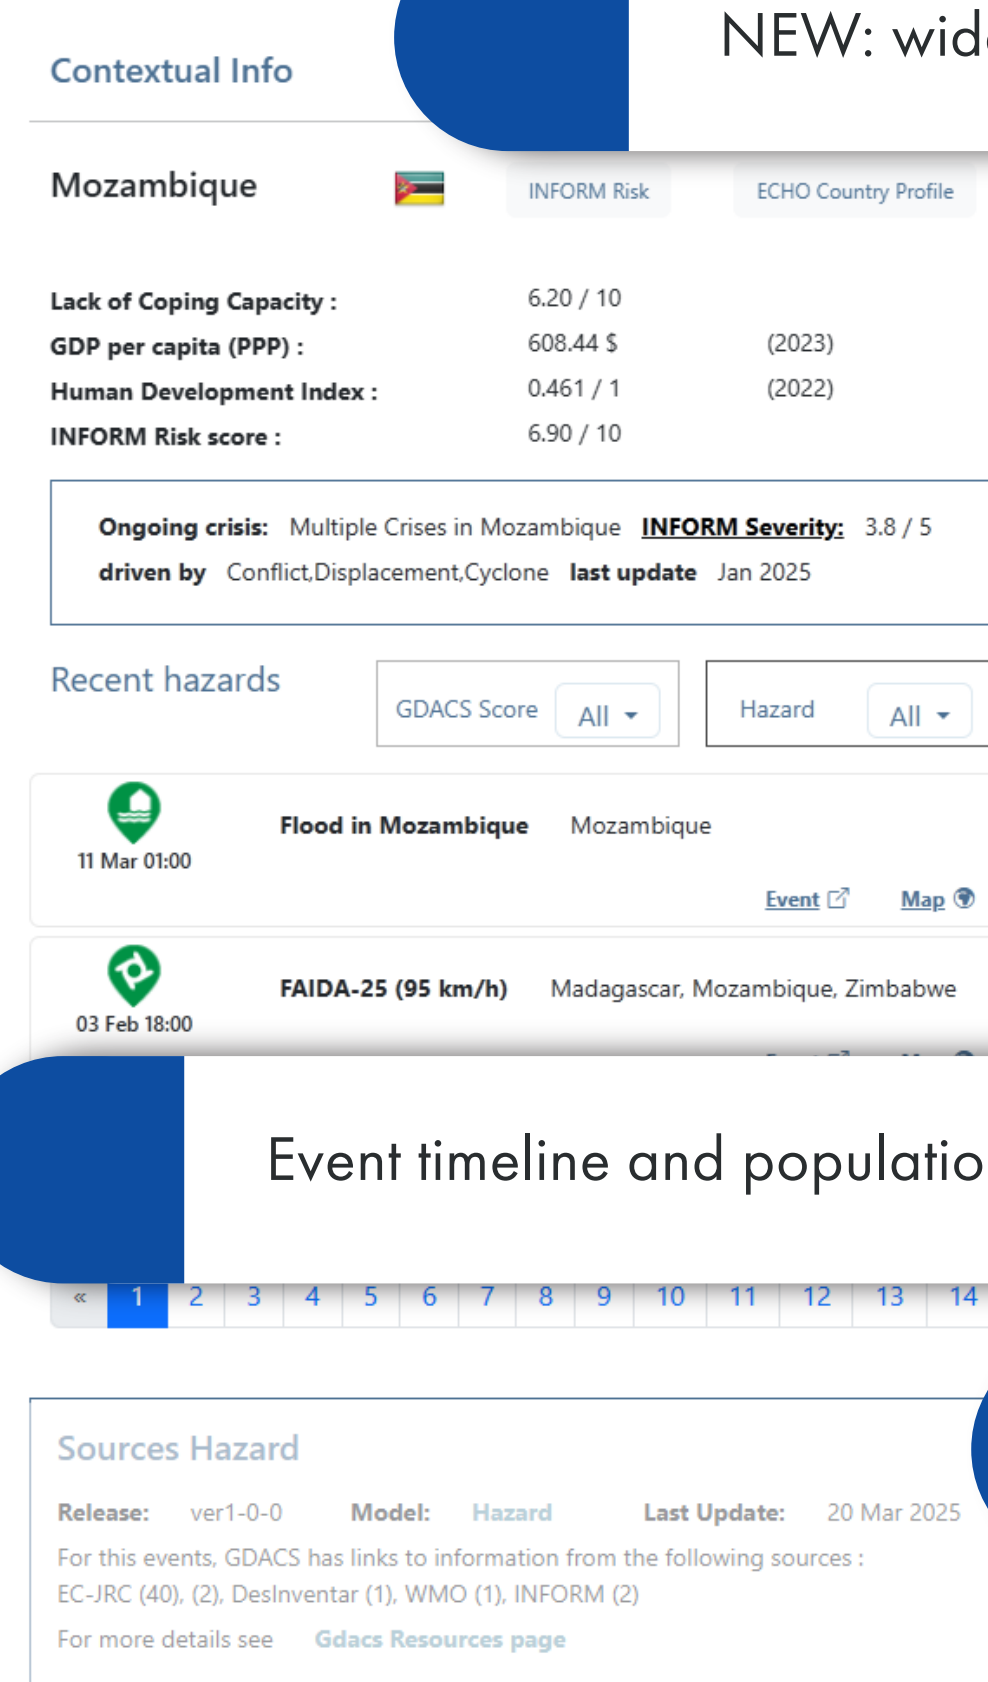 NEW: wid
Contextual Info
Mozambique INFORM Risk ECHO Country Profile
Lack of Coping Capacity : 6.20 / 10
GDP per capita (PPP) : 608.44 $ (2023)
Human Development Index : 0.461 / 1 (2022)
INFORM Risk score : 6.90 / 10
Ongoing crisis: Multiple Crises in Mozambique INFORM Severity: 3.8 / 5
driven by Conflict,Displacement,Cyclone last update Jan 2025
Recent hazards GDACS Score All Hazard All
Flood in Mozambique Mozambique
11 Mar 01:00
Event Map
FAIDA-25 (95 km/h) Madagascar, Mozambique, Zimbabwe
03 Feb 18:00
Event timeline and populatio
« 1 2 3 4 5 6 7 8 9 10 11 12 13 14
Sources Hazard
Release: ver1-0-0 Model: Hazard Last Update: 20 Mar 2025
For this events, GDACS has links to information from the following sources :
EC-JRC (40), (2), DesInventar (1), WMO (1), INFORM (2)
For more details see Gdacs Resources page